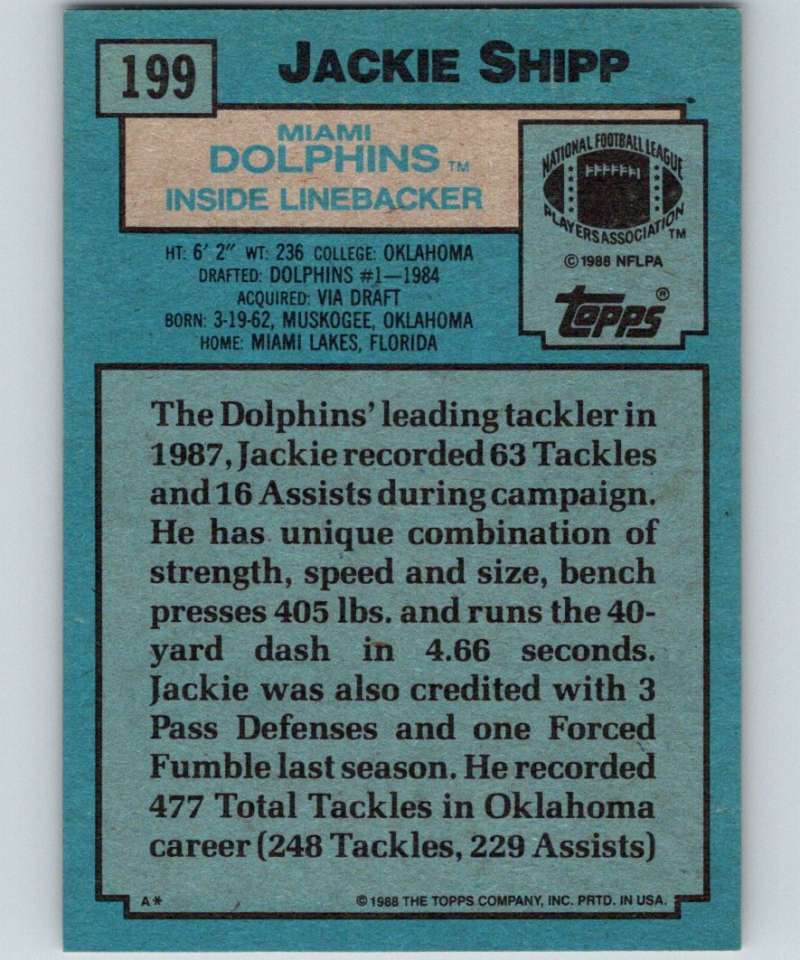 199
JACKIE SHIPP
MIAMI
DOLPHINS TM
INSIDE LINEBACKER
NATIONAL FOOTBALL LEAGUE
PLAYERS ASSOCIATION TM
© 1988 NFLPA
topps ®
HT: 6' 2" WT: 236 COLLEGE: OKLAHOMA
DRAFTED: DOLPHINS #1—1984
ACQUIRED: VIA DRAFT
BORN: 3-19-62, MUSKOGEE, OKLAHOMA
HOME: MIAMI LAKES, FLORIDA
The Dolphins' leading tackler in
1987, Jackie recorded 63 Tackles
and 16 Assists during campaign.
He has unique combination of
strength, speed and size, bench
presses 405 lbs. and runs the 40-
yard dash in 4.66 seconds.
Jackie was also credited with 3
Pass Defenses and one Forced
Fumble last season. He recorded
477 Total Tackles in Oklahoma
career (248 Tackles, 229 Assists)
A*
© 1988 THE TOPPS COMPANY, INC. PRTD. IN USA.